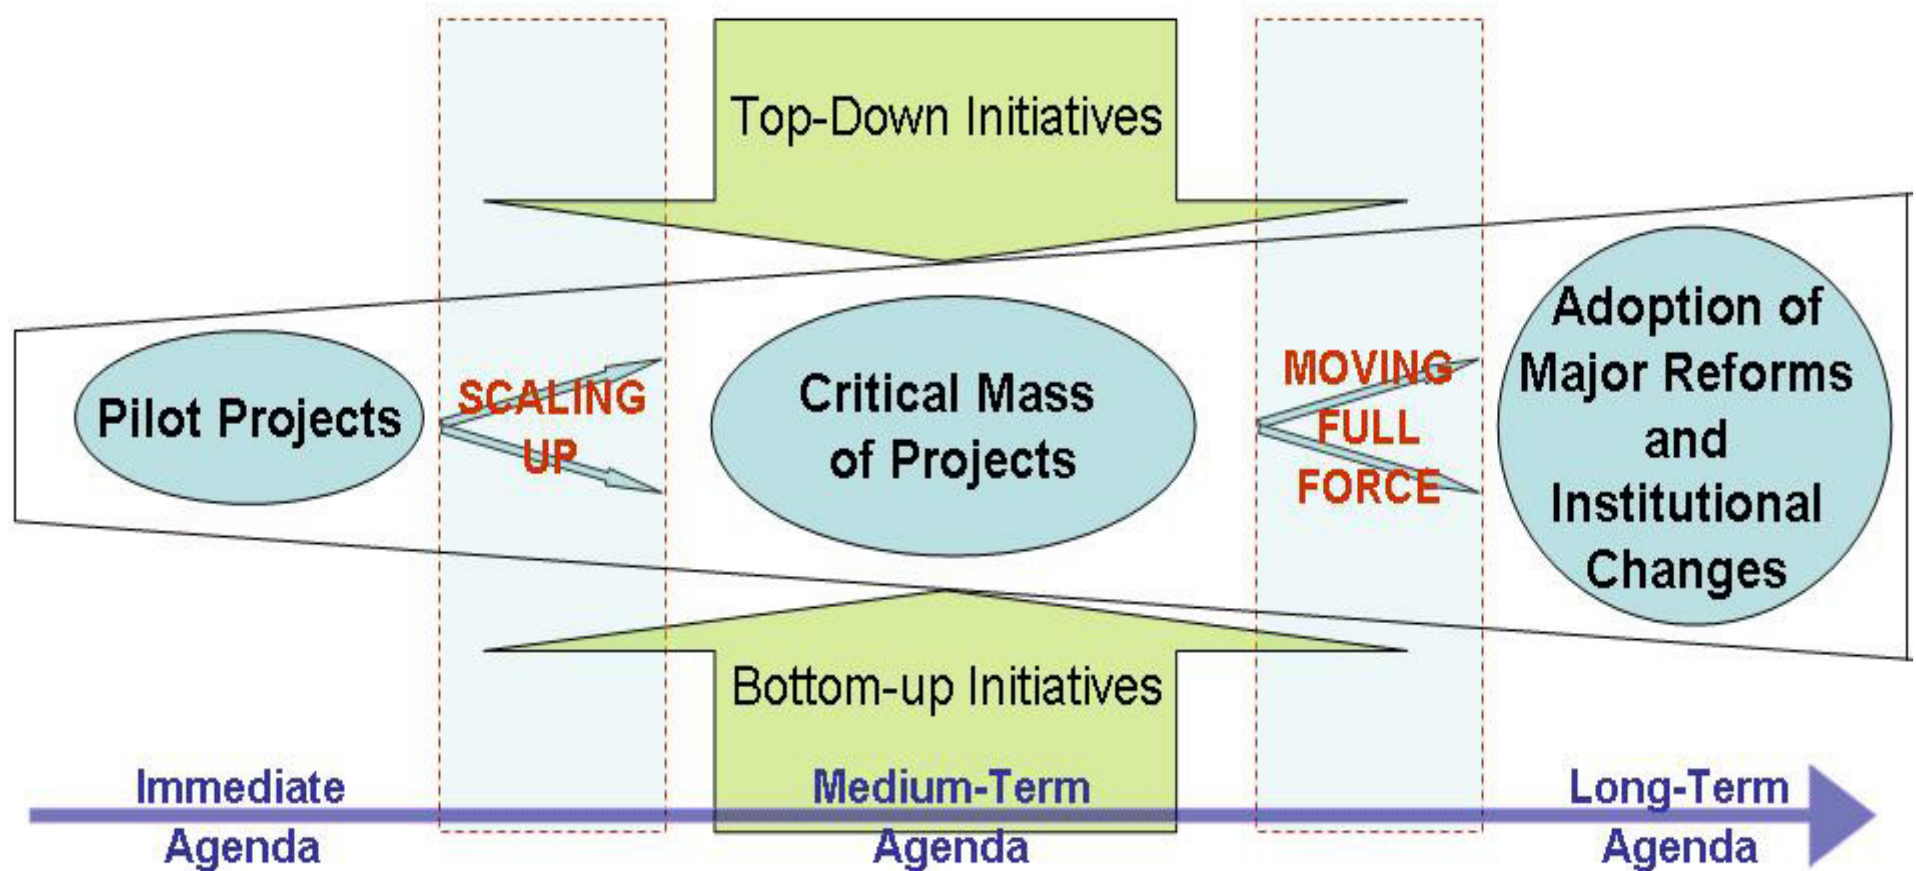 Top-Down Initiatives
Pilot Projects
SCALING
UP
Critical Mass
of Projects
MOVING
FULL
FORCE
Adoption of
Major Reforms
and
Institutional
Changes
Bottom-up Initiatives
Immediate
Agenda
Medium-Term
Agenda
Long-Term
Agenda